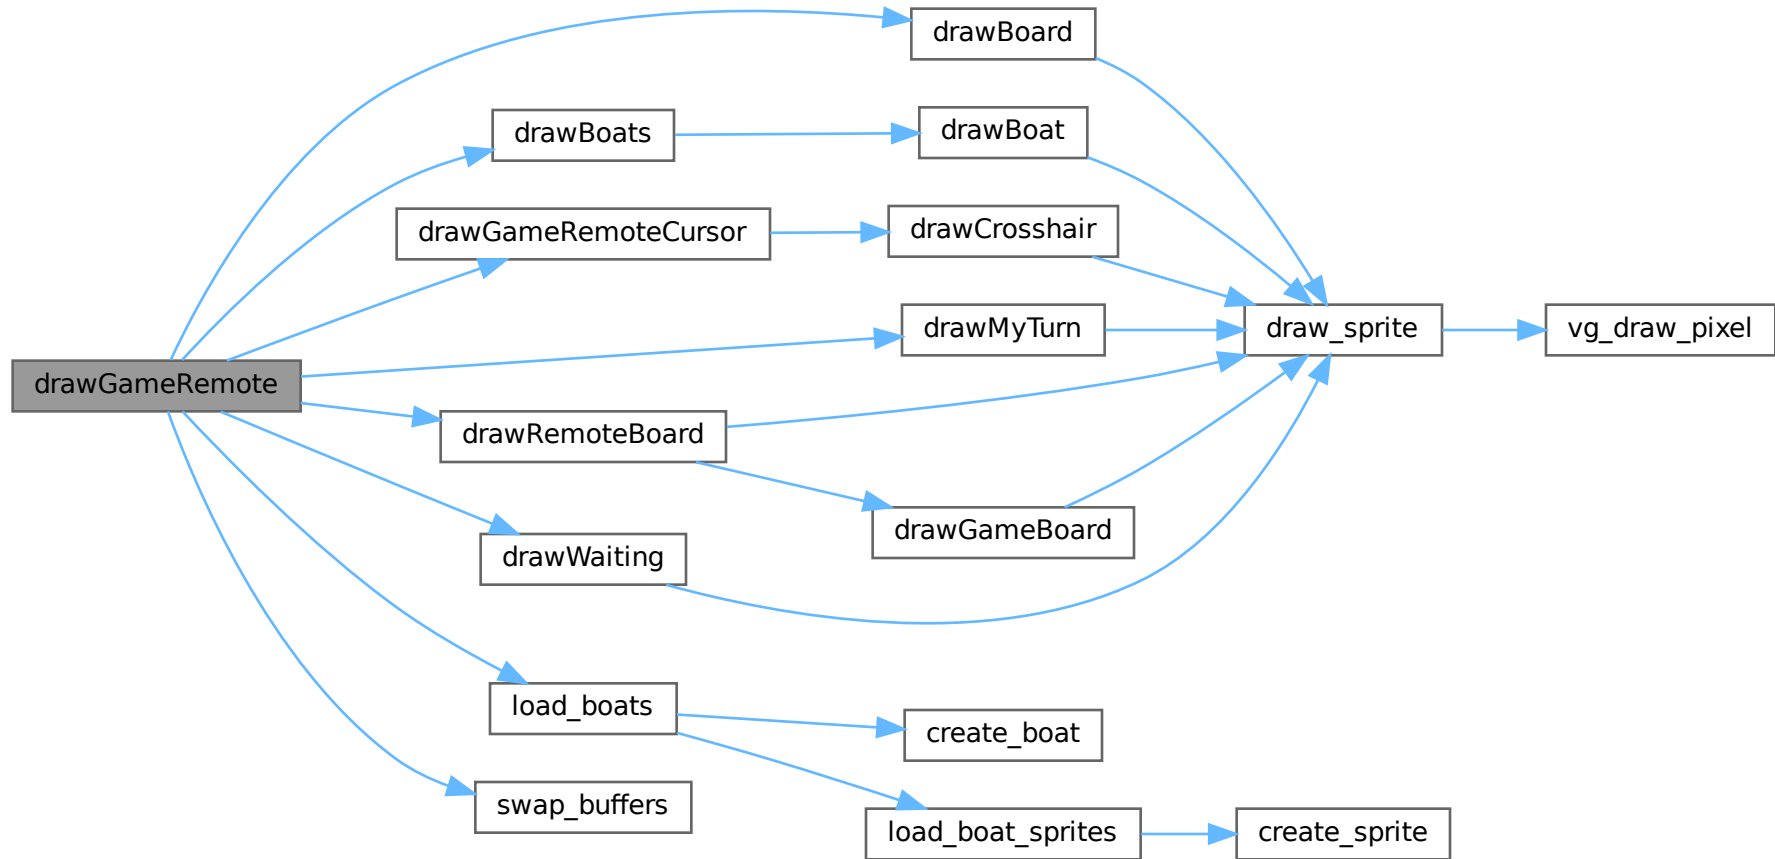 drawBoard
drawBoats
drawBoat
drawGameRemoteCursor
drawCrosshair
drawMyTurn
draw_sprite
vg_draw_pixel
drawGameRemote
drawRemoteBoard
drawGameBoard
drawWaiting
load_boats
create_boat
swap_buffers
load_boat_sprites
create_sprite